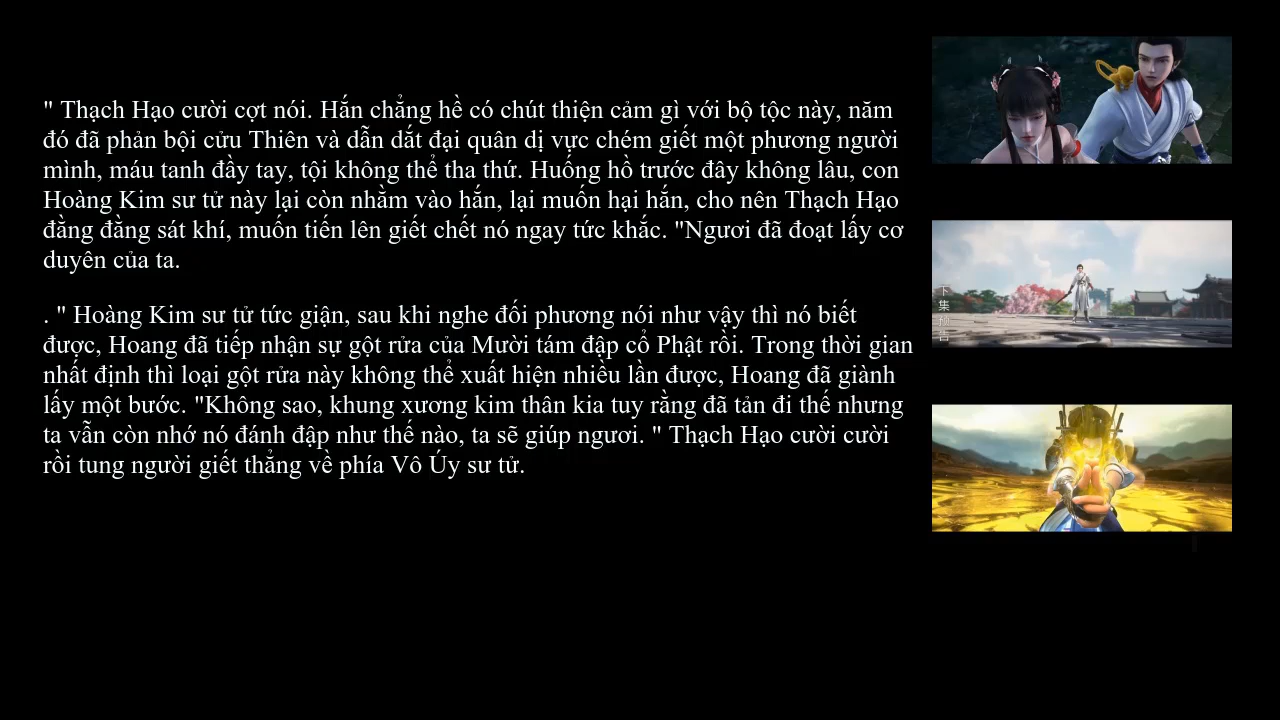 " Thạch Hạo cười cợt nói. Hắn chẳng hề có chút thiện cảm gì với bộ tộc này, năm
đó đã phản bội cửu Thiên và dẫn dắt đại quân dị vực chém giết một phương người
mình, máu tanh đầy tay, tội không thể tha thứ. Huống hồ trước đây không lâu, con
Hoàng Kim sư tử này lại còn nhằm vào hắn, lại muốn hại hắn, cho nên Thạch Hạo
đằng đằng sát khí, muốn tiến lên giết chết nó ngay tức khắc. "Ngươi đã đoạt lấy cơ
duyên của ta.
. " Hoàng Kim sư tử tức giận, sau khi nghe đối phương nói như vậy thì nó biết
được, Hoang đã tiếp nhận sự gột rửa của Mười tám đập cổ Phật rồi. Trong thời gian
nhất định thì loại gột rửa này không thể xuất hiện nhiều lần được, Hoang đã giành
lấy một bước. "Không sao, khung xương kim thân kia tuy rằng đã tản đi thế nhưng
ta vẫn còn nhớ nó đánh đập như thế nào, ta sẽ giúp ngươi. " Thạch Hạo cười cười
rồi tung người giết thẳng về phía Vô Úy sư tử.
下集